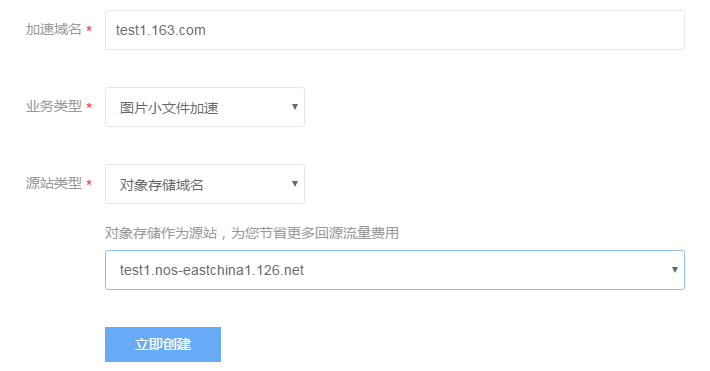 加速域名 * test1.163.com
业务类型 * 图片小文件加速
源站类型 * 对象存储域名
对象存储作为源站，为您节省更多回源流量费用
test1.nos-eastchina1.126.net
立即创建